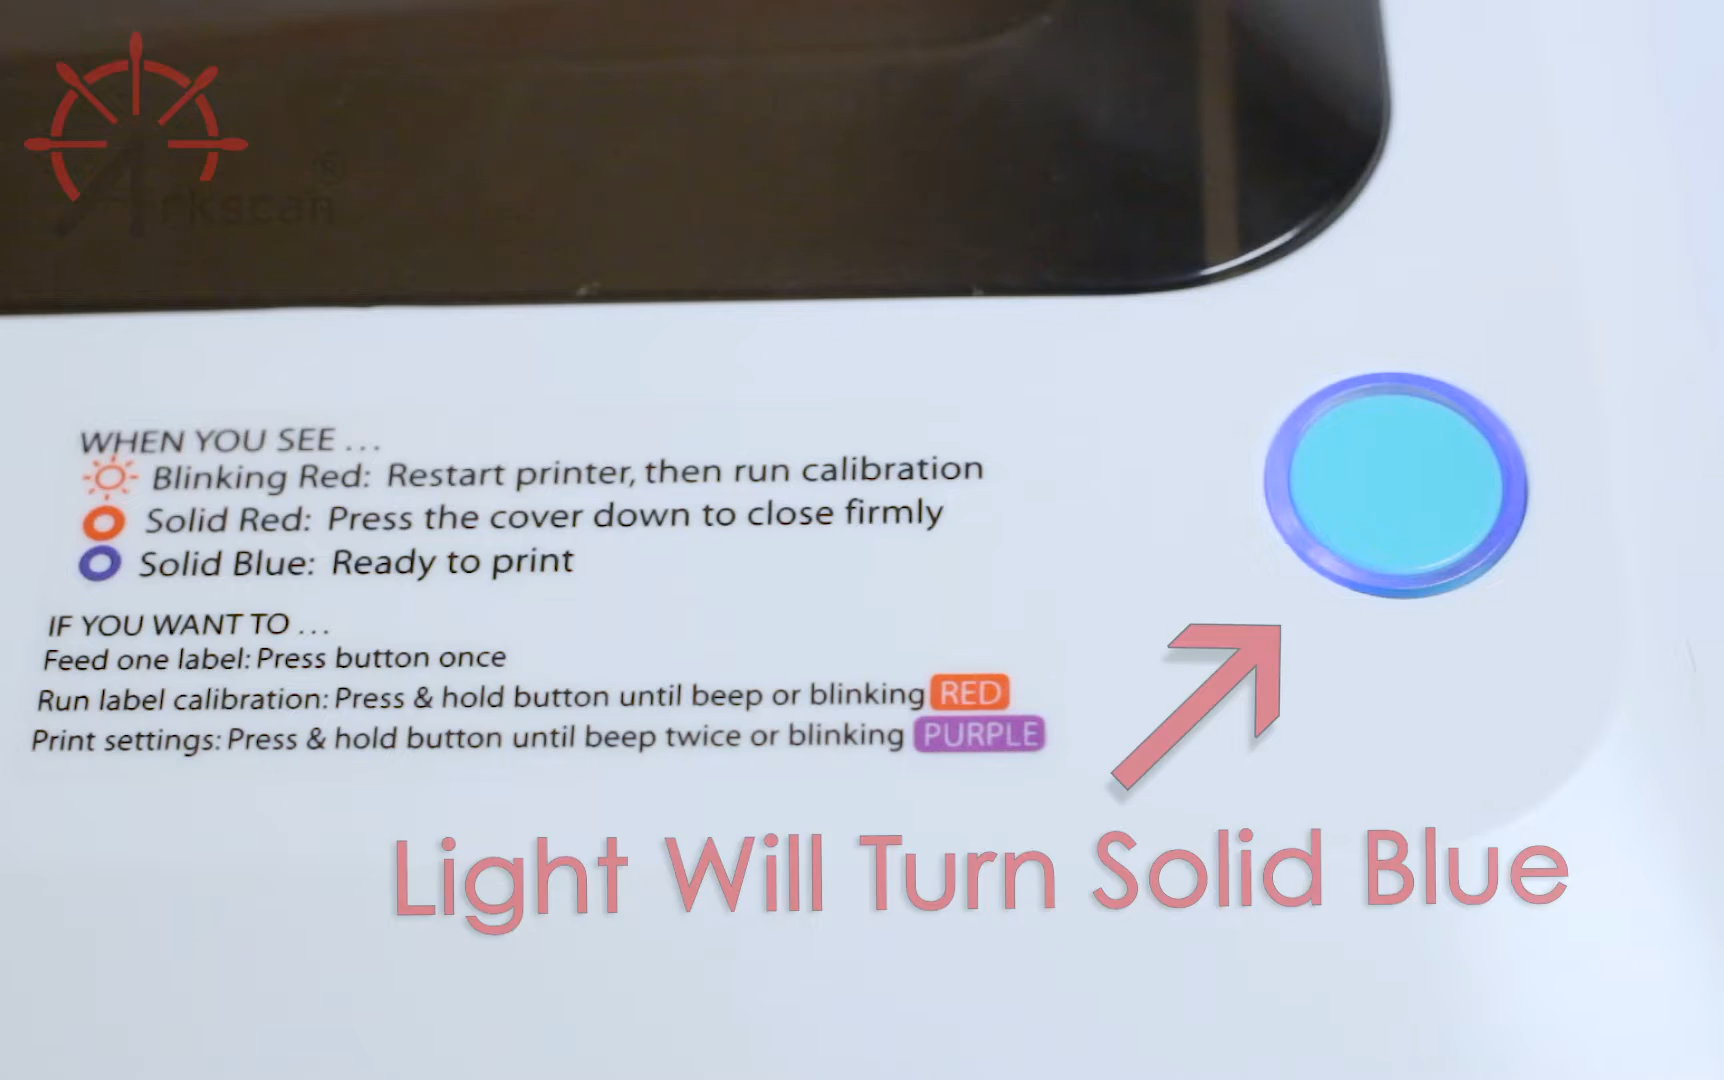 Arkscan®
WHEN YOU SEE ...
Blinking Red: Restart printer, then run calibration
Solid Red: Press the cover down to close firmly
Solid Blue: Ready to print
IF YOU WANT TO ...
Feed one label: Press button once
Run label calibration: Press & hold button until beep or blinking RED
Print settings: Press & hold button until beep twice or blinking PURPLE
Light Will Turn Solid Blue